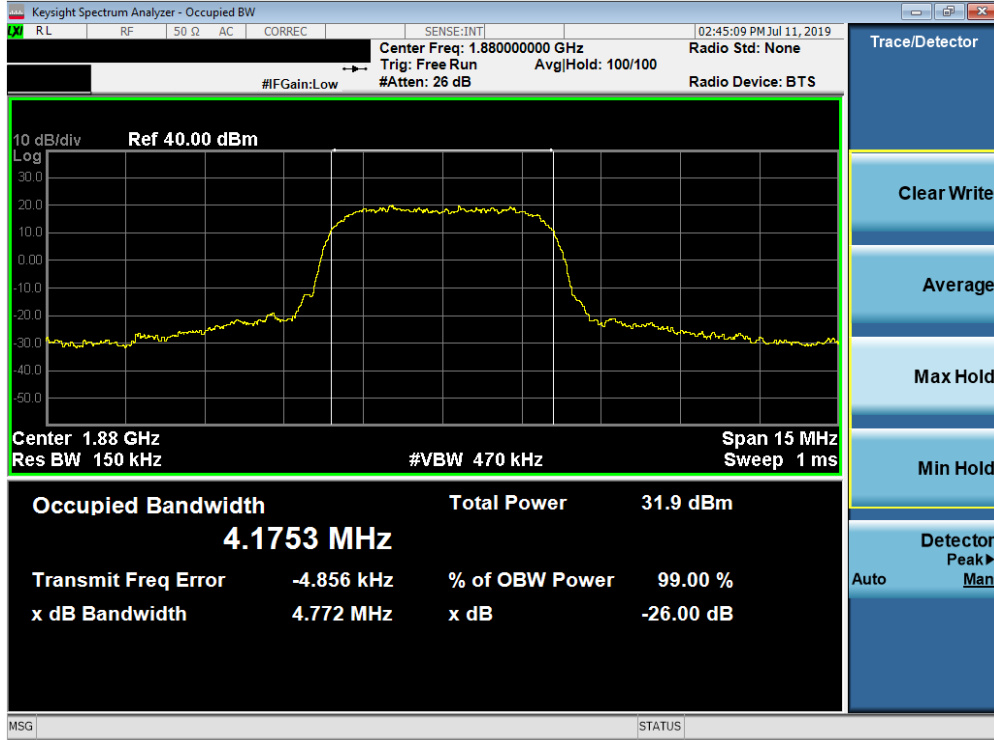 Keysight Spectrum Analyzer - Occupied BW
LXI RL RF 50 Ω AC CORREC SENSE:INT 02:45:09 PM Jul 11, 2019
Center Freq: 1.880000000 GHz Radio Std: None
Trig: Free Run Avg|Hold: 100/100
#IFGain:Low #Atten: 26 dB Radio Device: BTS
10 dB/div Ref 40.00 dBm
Log
30.0
20.0
10.0
0.00
-10.0
-20.0
-30.0
-40.0
-50.0
Center 1.88 GHz Span 15 MHz
Res BW 150 kHz #VBW 470 kHz Sweep 1 ms
Occupied Bandwidth Total Power 31.9 dBm
4.1753 MHz
Transmit Freq Error -4.856 kHz % of OBW Power 99.00 %
x dB Bandwidth 4.772 MHz x dB -26.00 dB
MSG STATUS
Trace/Detector
Clear Write
Average
Max Hold
Min Hold
Detector
Peak▶
Auto Man